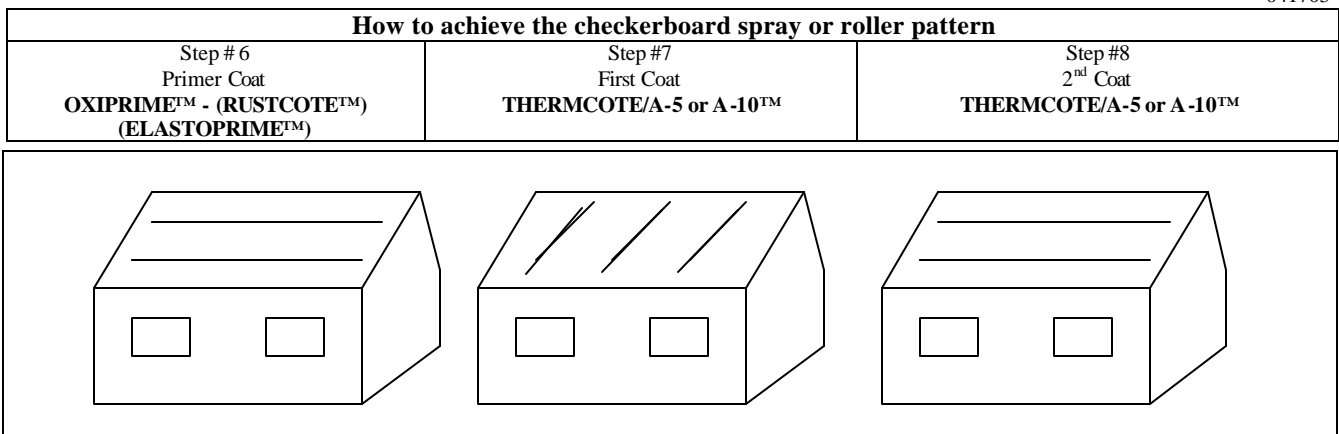 How to achieve the checkerboard spray or roller pattern
Step # 6
Primer Coat
OXIPRIME™ - (RUSTCOTE™)
(ELASTOPRIME™)
Step #7
First Coat
THERMCOTE/A-5 or A-10™
Step #8
2nd Coat
THERMCOTE/A-5 or A-10™